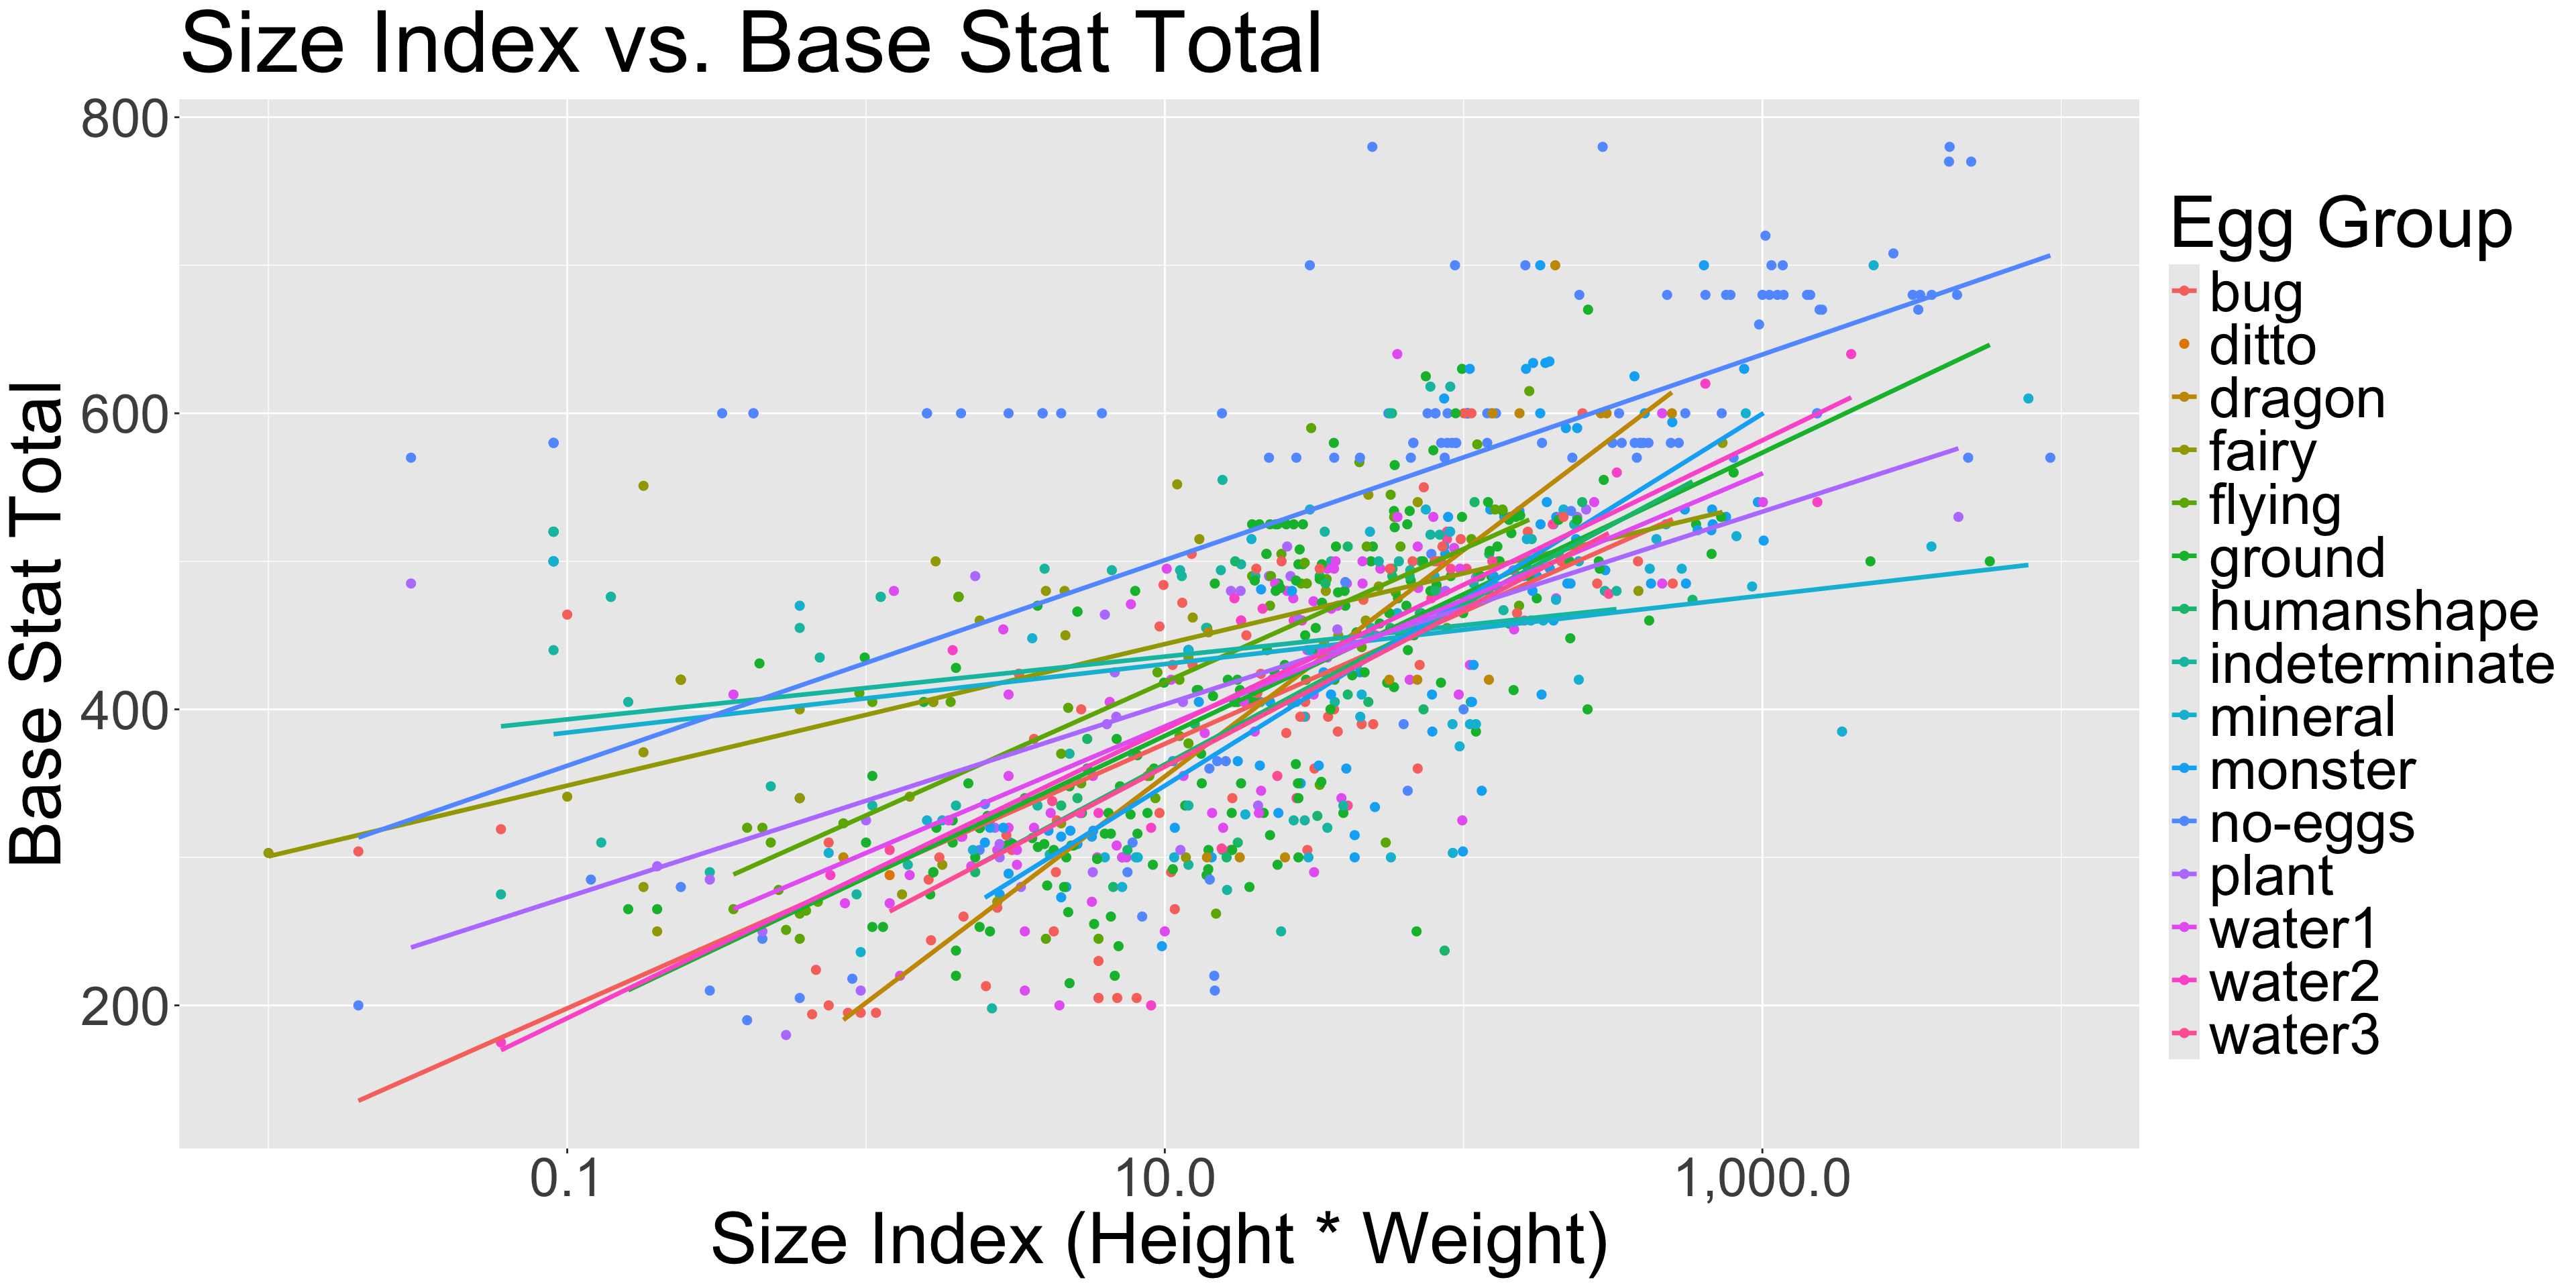 Size Index vs. Base Stat Total
800
600
400
200
Base Stat Total
0.1
10.0
1,000.0
Size Index (Height * Weight)
Egg Group
bug
ditto
dragon
fairy
flying
ground
humanshape
indeterminate
mineral
monster
no-eggs
plant
water1
water2
water3